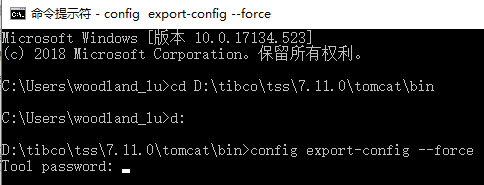 命令提示符 - config  export-config --force
Microsoft Windows [版本 10.0.17134.523]
(c) 2018 Microsoft Corporation。保留所有权利。
C:\Users\woodland_lu>cd D:\tibco\tss\7.11.0\tomcat\bin
C:\Users\woodland_lu>d:
D:\tibco\tss\7.11.0\tomcat\bin>config export-config --force
Tool password: